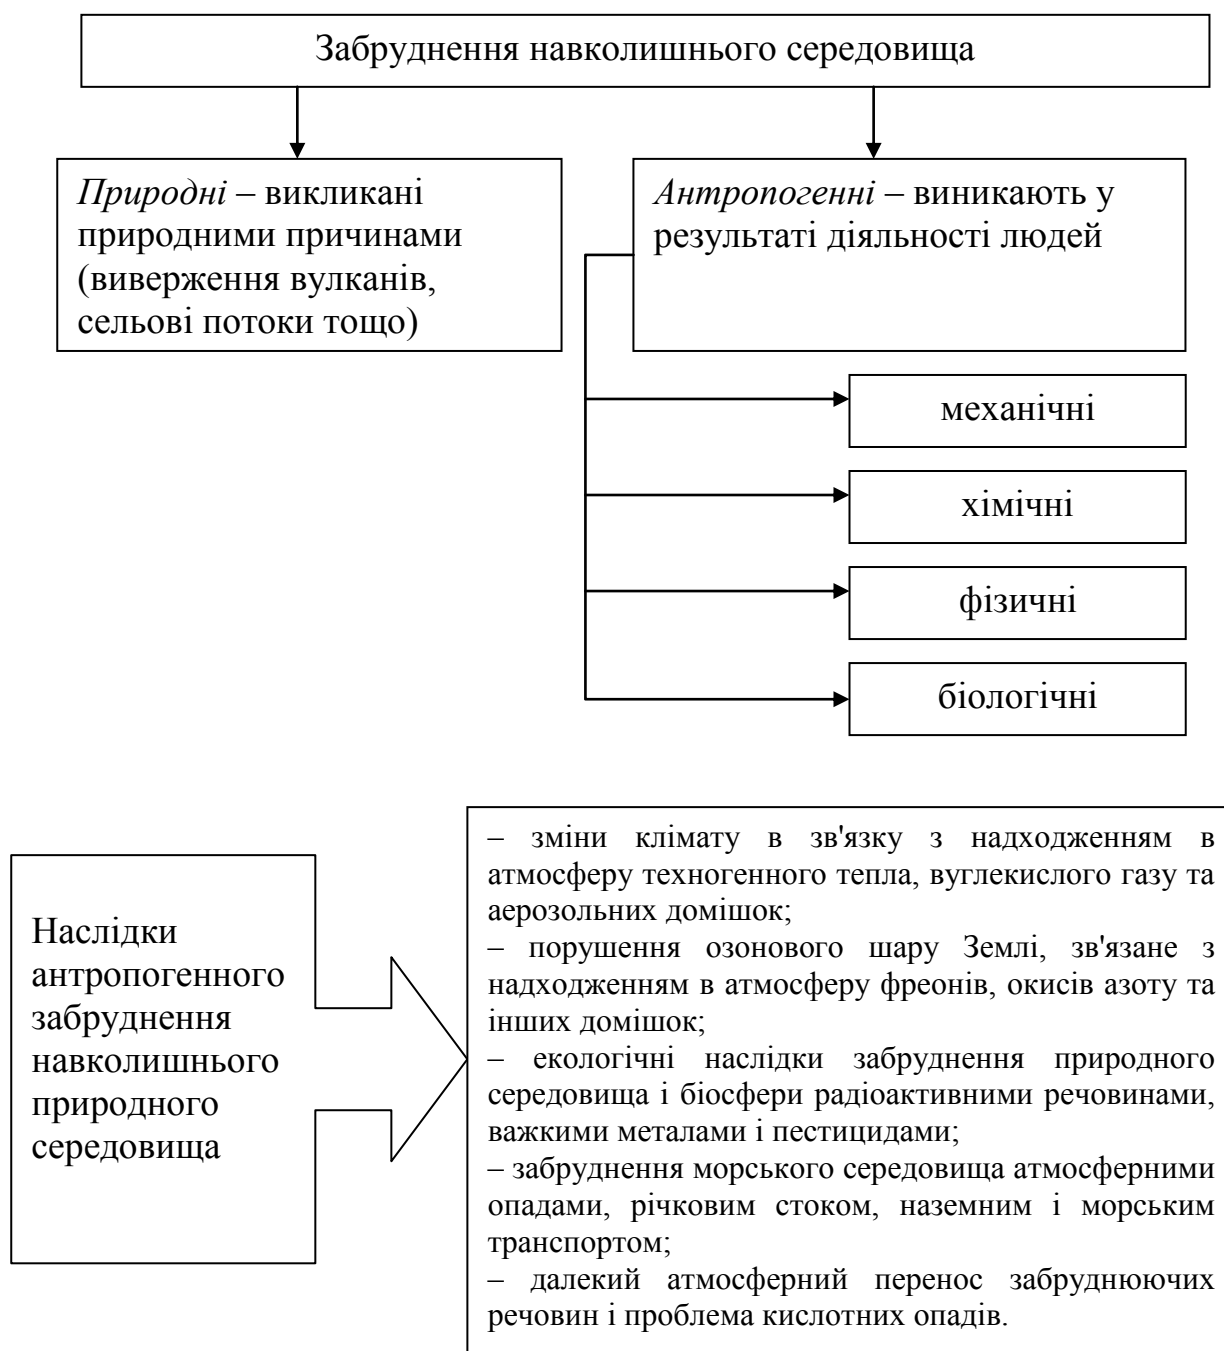 Забруднення навколишнього середовища
Природні – викликані
природними причинами
(виверження вулканів,
сельові потоки тощо)
Антропогенні – виникають у
результаті діяльності людей
механічні
хімічні
фізичні
біологічні
Наслідки
антропогенного
забруднення
навколишнього
природного
середовища
– зміни клімату в зв'язку з надходженням в
атмосферу техногенного тепла, вуглекислого газу та
аерозольних домішок;
– порушення озонового шару Землі, зв'язане з
надходженням в атмосферу фреонів, окисів азоту та
інших домішок;
– екологічні наслідки забруднення природного
середовища і біосфери радіоактивними речовинами,
важкими металами і пестицидами;
– забруднення морського середовища атмосферними
опадами, річковим стоком, наземним і морським
транспортом;
– далекий атмосферний перенос забруднюючих
речовин і проблема кислотних опадів.